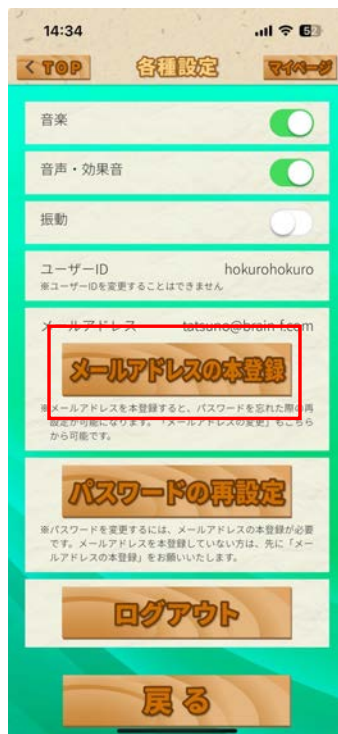 14:34
52
< TOP 各種設定 マイページ
音楽
音声・効果音
振動
ユーザーID hokurohokuro
※ユーザーIDを変更することはできません
メールアドレス tatsuno@brain-f.com
メールアドレスの本登録
※メールアドレスを本登録すると、パスワードを忘れた際の再
設定が可能になります。「メールアドレスの変更」もこちら
から可能です。
パスワードの再設定
※パスワードを変更するには、メールアドレスの本登録が必要
です。メールアドレスを本登録していない方は、先に「メー
ルアドレスの本登録」をお願いいたします。
ログアウト
戻る